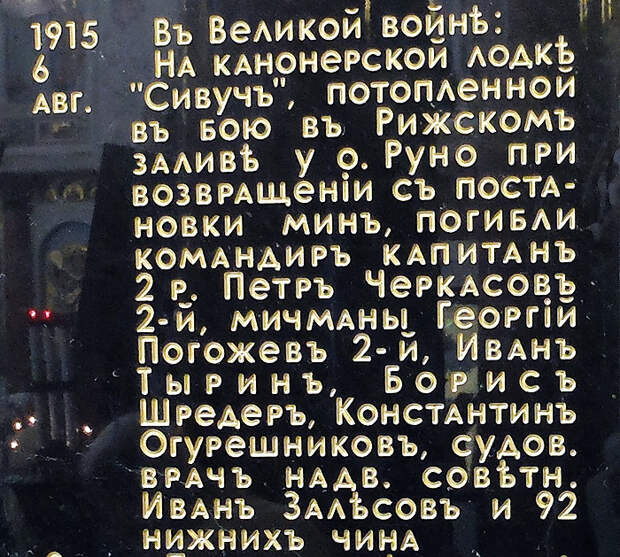 1915 Въ Великой войнѣ:
6 На канонерской лодкѣ
авг. "Сивучъ", потопленной
въ бою въ Рижскомъ
заливѣ у о. Руно при
возвращеніи съ поста-
новки минъ, погибли
командиръ капитанъ
2 р. Петръ Черкасовъ
2-й, мичманы Георгій
Погожевъ 2-й, Иванъ
Тыринъ, Борисъ
Шредеръ, Константинъ
Огурешниковъ, судов.
врачъ надв. совѣтн.
Иванъ Залѣсовъ и 92
нижнихъ чина